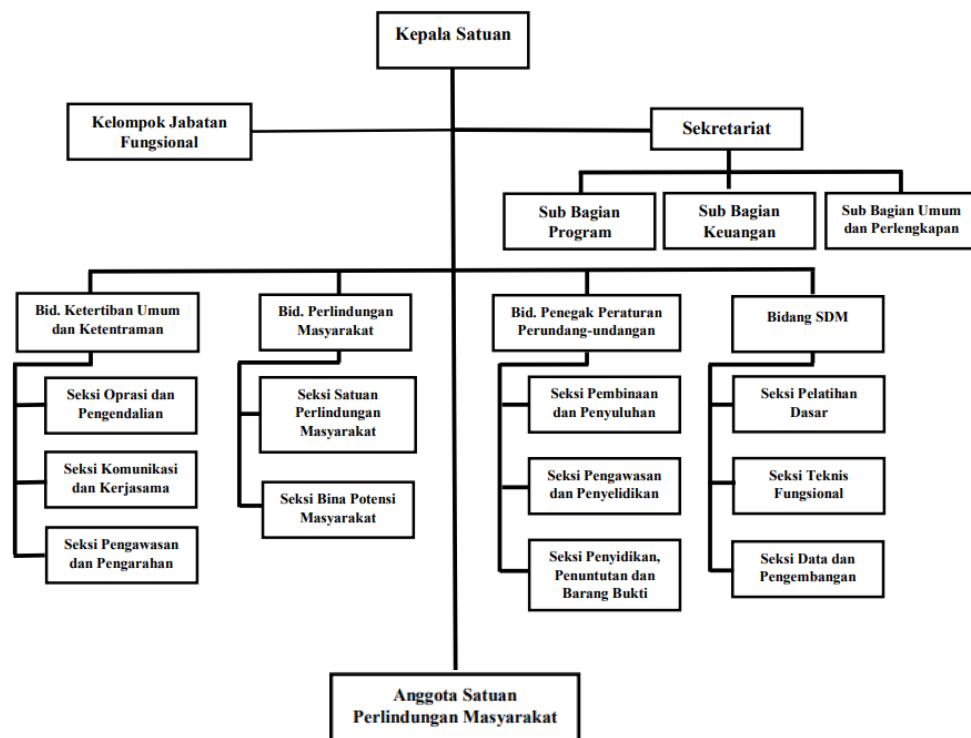 Kepala Satuan
Kelompok Jabatan
Fungsional
Sekretariat
Sub Bagian
Program
Sub Bagian
Keuangan
Sub Bagian Umum
dan Perlengkapan
Bid. Ketertiban Umum
dan Ketentraman
Bid. Perlindungan
Masyarakat
Bid. Penegak Peraturan
Perundang-undangan
Bidang SDM
Seksi Oprasi dan
Pengendalian
Seksi Komunikasi
dan Kerjasama
Seksi Pengawasan
dan Pengarahan
Seksi Satuan
Perlindungan
Masyarakat
Seksi Bina Potensi
Masyarakat
Seksi Pembinaan
dan Penyuluhan
Seksi Pengawasan
dan Penyelidikan
Seksi Penyidikan,
Penuntutan dan
Barang Bukti
Seksi Pelatihan
Dasar
Seksi Teknis
Fungsional
Seksi Data dan
Pengembangan
Anggota Satuan
Perlindungan Masyarakat